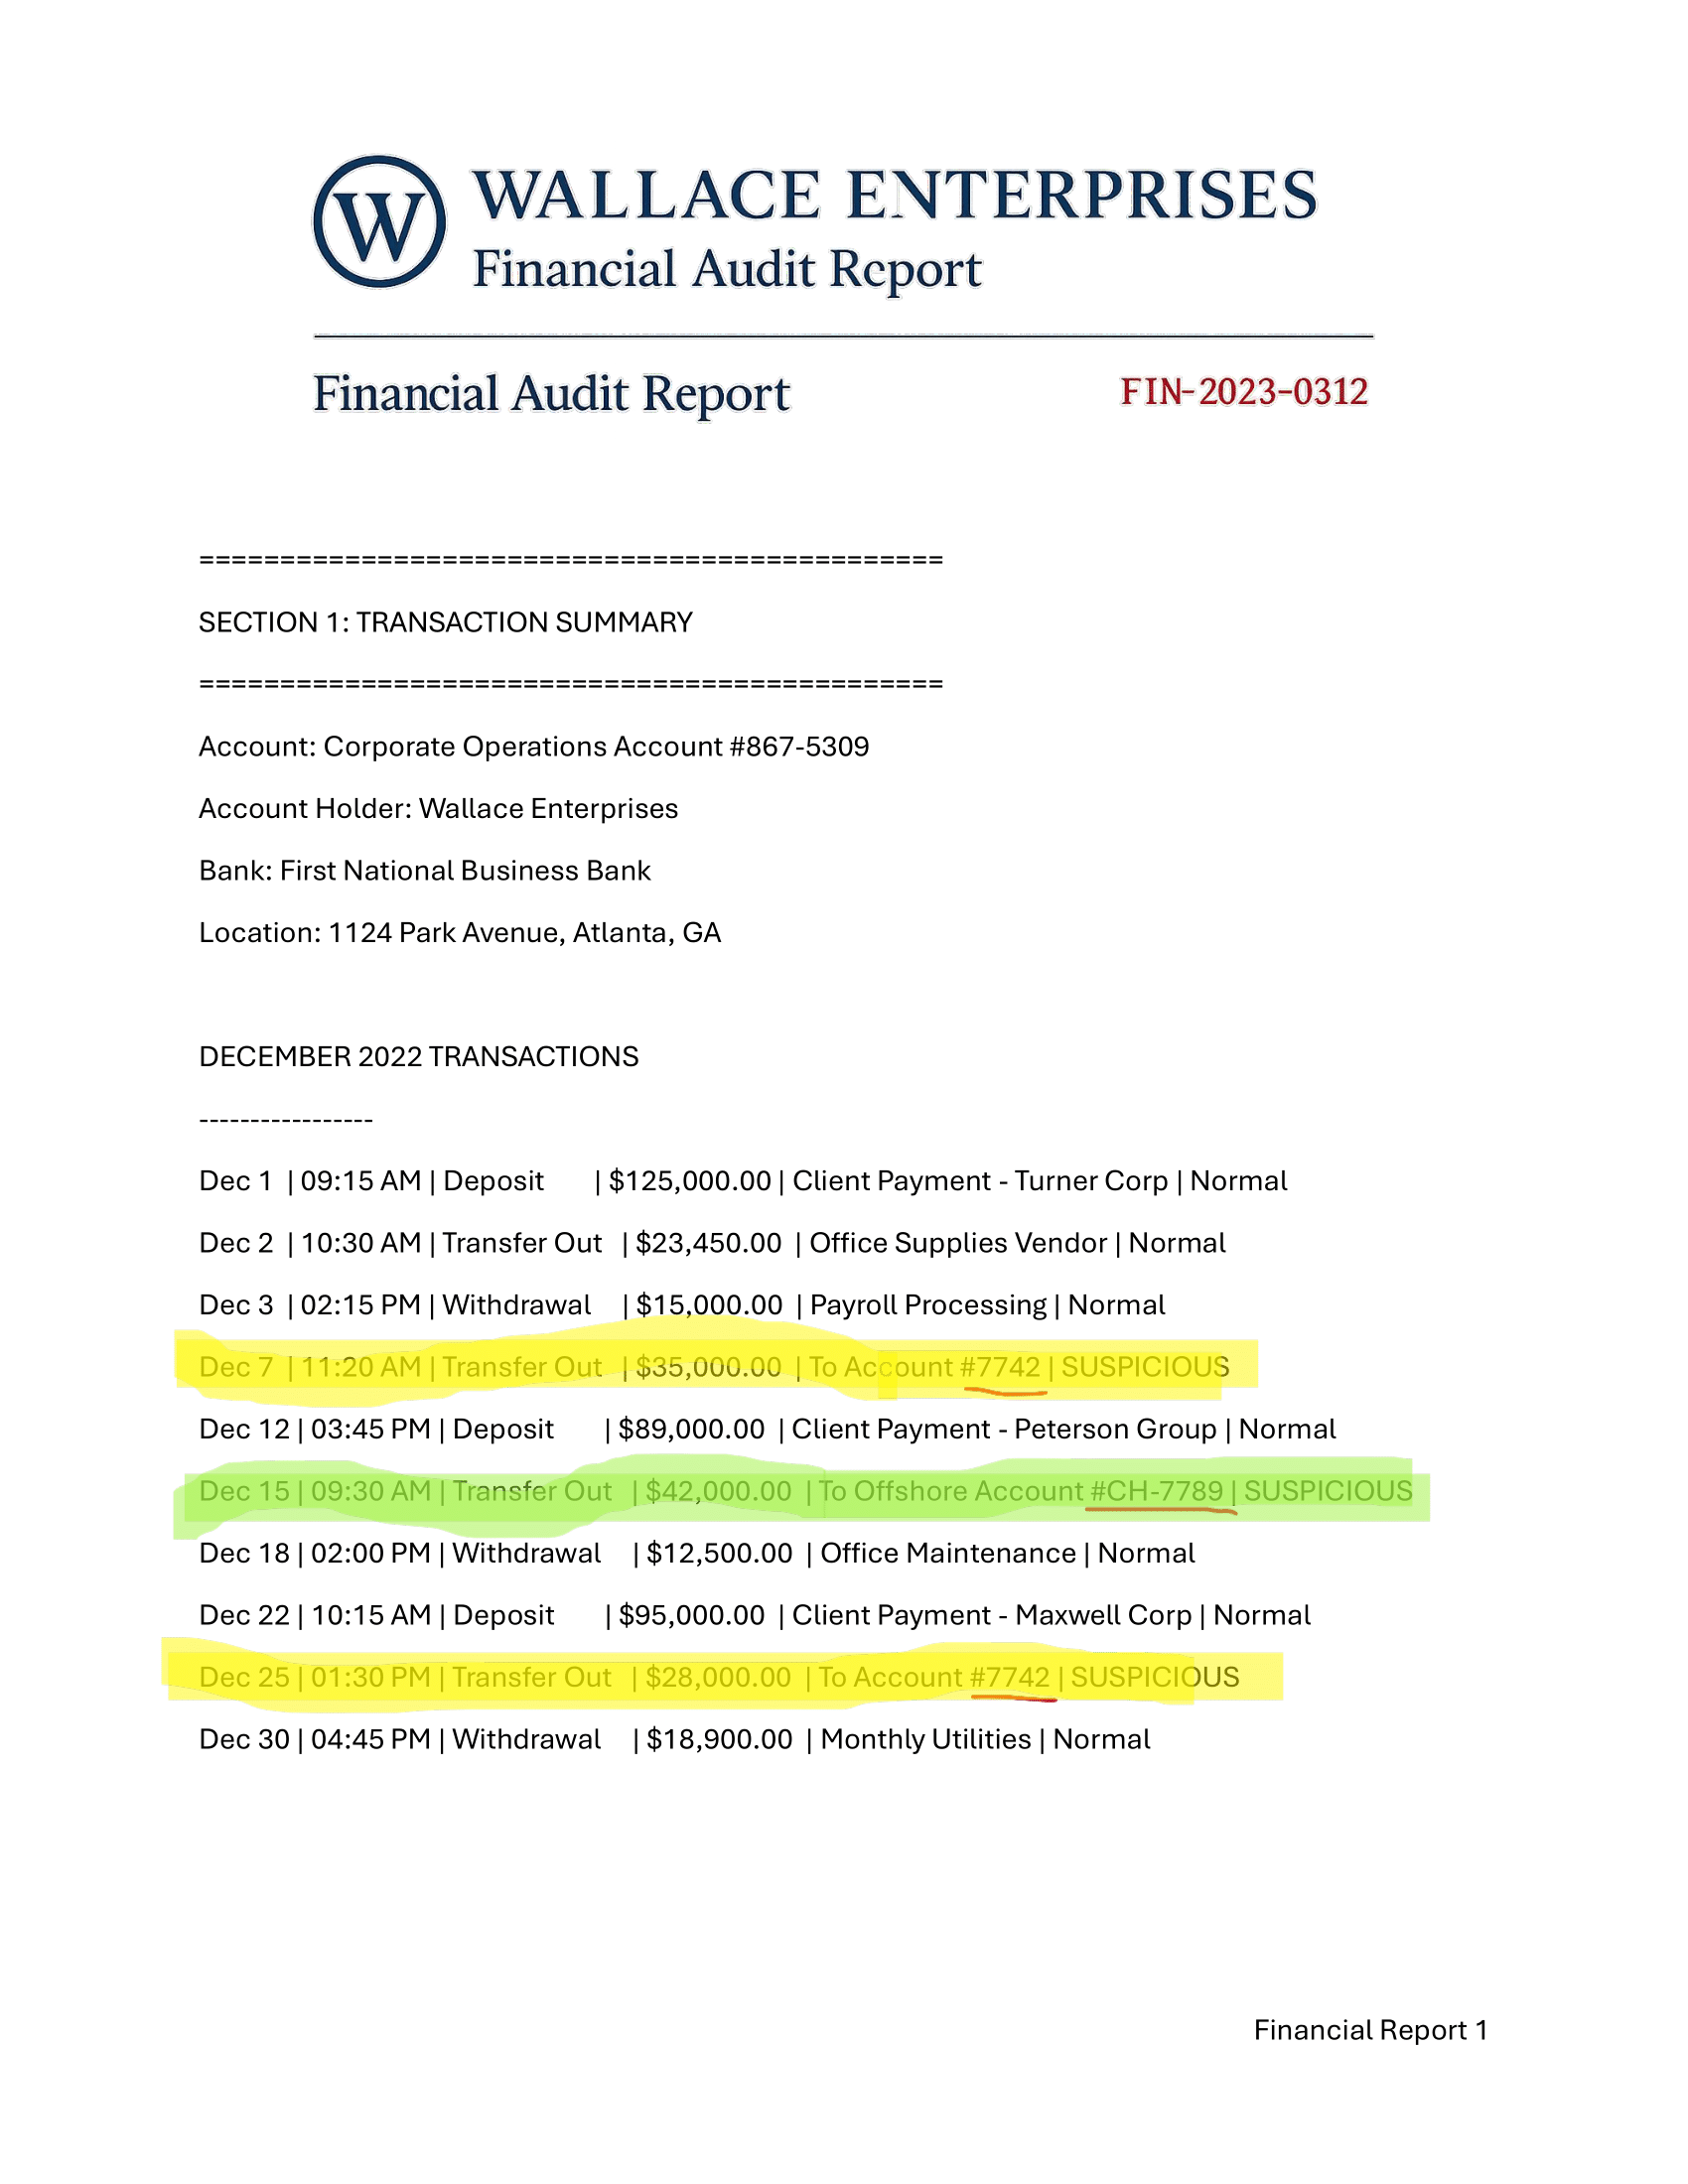 W WALLACE ENTERPRISES
Financial Audit Rcport
Financial Audit Report FIN-2023-0312
==============================================
SECTION 1: TRANSACTION SUMMARY
==============================================
Account: Corporate Operations Account #867-5309
Account Holder: Wallace Enterprises
Bank: First National Business Bank
Location: 1124 Park Avenue, Atlanta, GA
DECEMBER 2022 TRANSACTIONS
-----------------
Dec 1 | 09:15 AM | Deposit | $125,000.00 | Client Payment - Turner Corp | Normal
Dec 2 | 10:30 AM | Transfer Out | $23,450.00 | Office Supplies Vendor | Normal
Dec 3 | 02:15 PM | Withdrawal | $15,000.00 | Payroll Processing | Normal
Dec 7 | 11:20 AM | Transfer Out | $35,000.00 | To Account #7742 | SUSPICIOUS
Dec 12 | 03:45 PM | Deposit | $89,000.00 | Client Payment - Peterson Group | Normal
Dec 15 | 09:30 AM | Transfer Out | $42,000.00 | To Offshore Account #CH-7789 | SUSPICIOUS
Dec 18 | 02:00 PM | Withdrawal | $12,500.00 | Office Maintenance | Normal
Dec 22 | 10:15 AM | Deposit | $95,000.00 | Client Payment - Maxwell Corp | Normal
Dec 25 | 01:30 PM | Transfer Out | $28,000.00 | To Account #7742 | SUSPICIOUS
Dec 30 | 04:45 PM | Withdrawal | $18,900.00 | Monthly Utilities | Normal
Financial Report 1